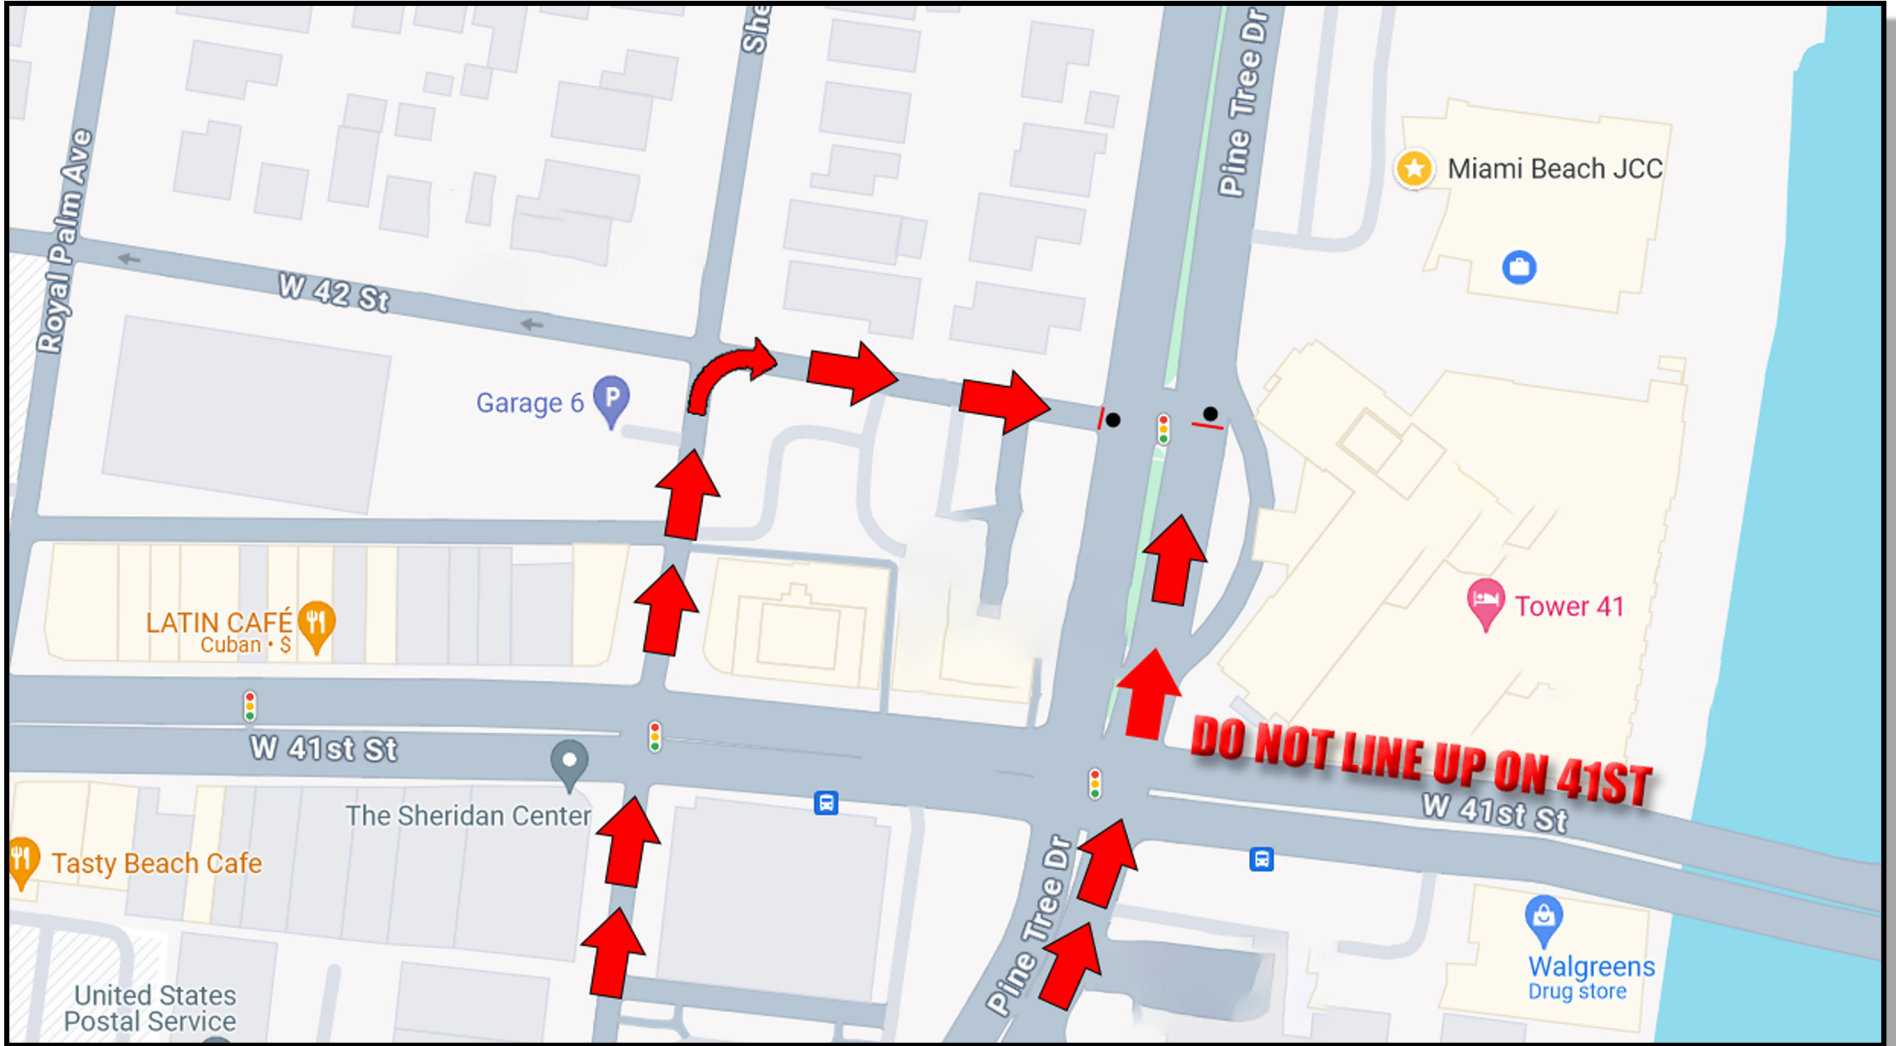 She
Pine Tree Dr
Royal Palm Ave
Miami Beach JCC
W 42 St
Garage 6
P
LATIN CAFÉ
Cuban • $
Tower 41
DO NOT LINE UP ON 41ST
W 41st St
W 41st St
The Sheridan Center
Tasty Beach Cafe
Pine Tree Dr
Walgreens
Drug store
United States
Postal Service